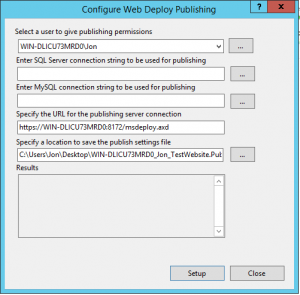 Configure Web Deploy Publishing
?
X
Select a user to give publishing permissions
WIN-DLICU73MRD0\Jon
...
Enter SQL Server connection string to be used for publishing
...
Enter MySQL connection string to be used for publishing
...
Specify the URL for the publishing server connection
https://WIN-DLICU73MRD0:8172/msdeploy.axd
Specify a location to save the publish settings file
C:\Users\Jon\Desktop\WIN-DLICU73MRD0_Jon_TestWebsite.Pul
...
Results
Setup
Close